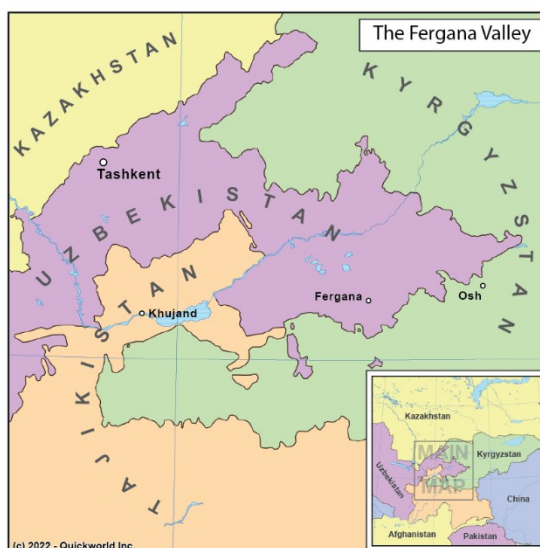 The Fergana Valley
KAZAKHSTAN
KYRGYZSTAN
Tashkent
UZBEKISTAN
TAJIKISTAN
Khujand
Fergana
Osh
Kazakhstan
MAIN
MAP
Kyrgyzstan
Uzbekistan
China
Afghanistan
Pakistan
(c) 2022 - Quickworld Inc